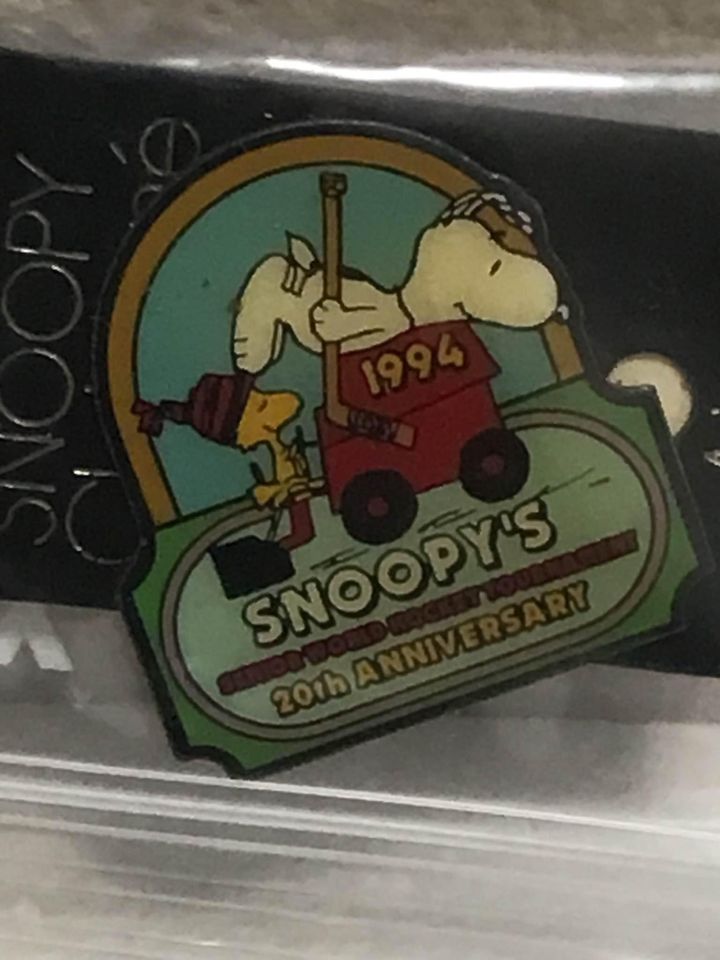 SNOOPY
1994
SNOOPY'S
SENIOR WORLD HOCKEY TOURNAMENT
20th ANNIVERSARY